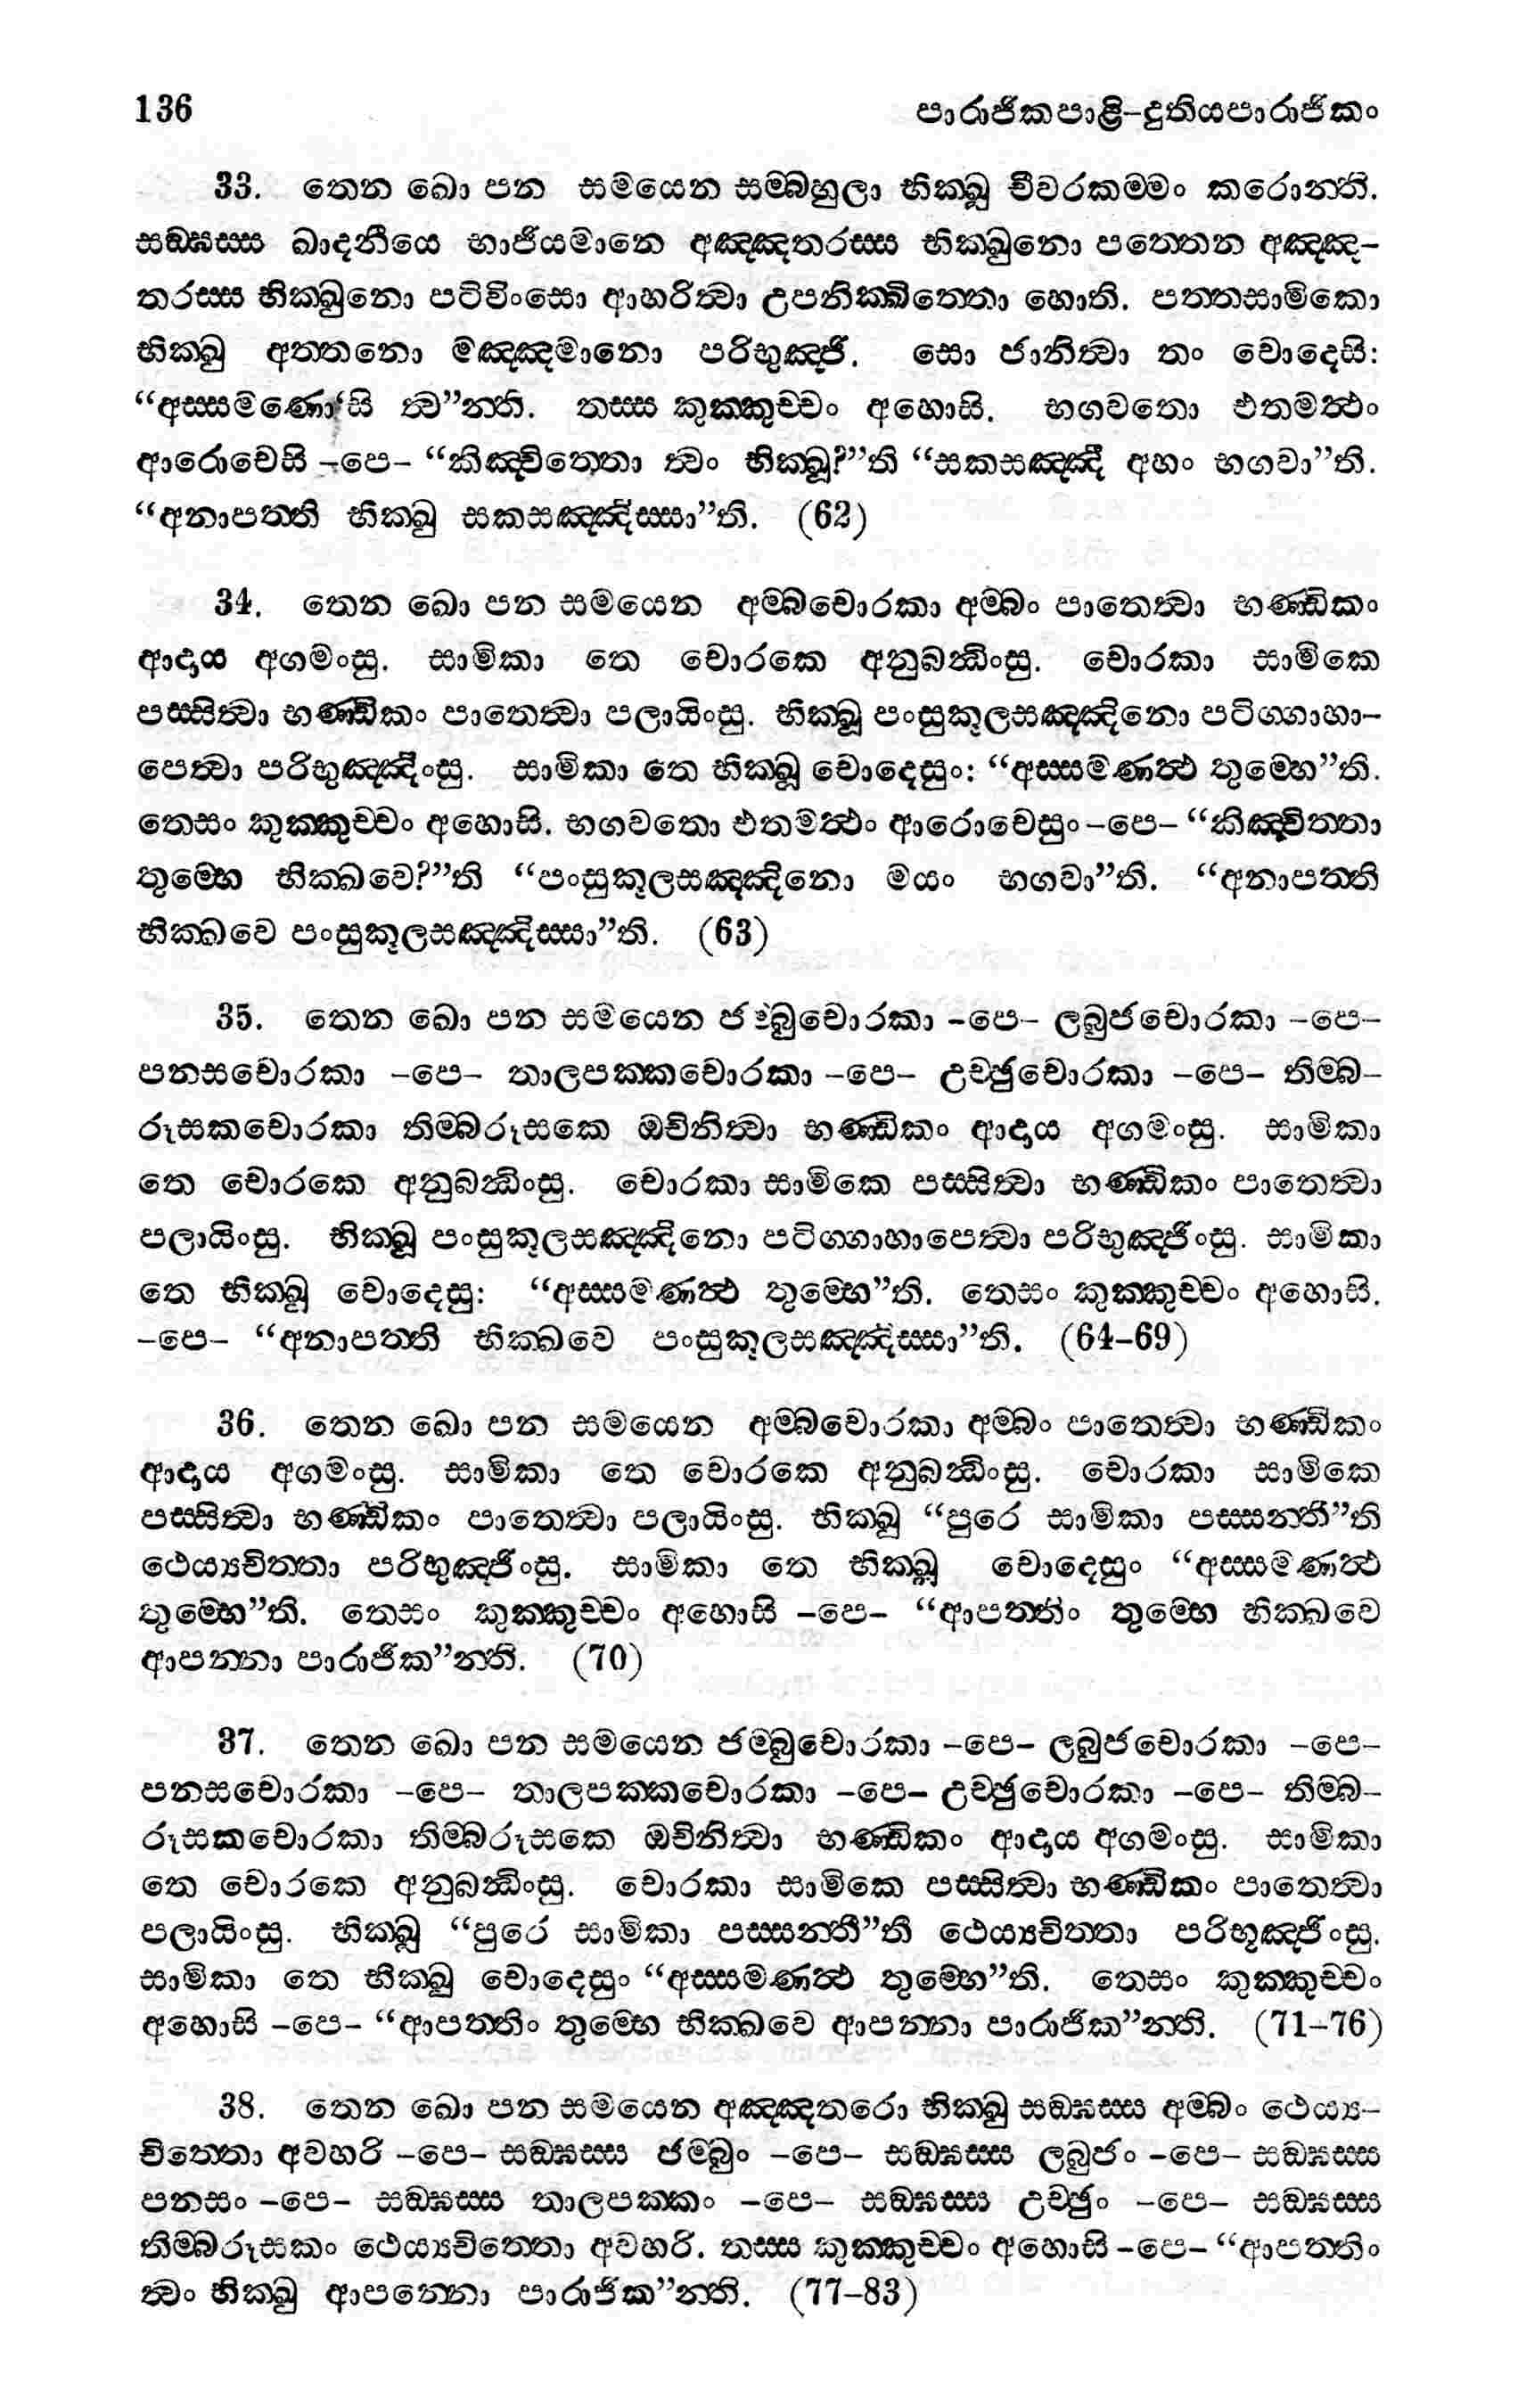 136 පාරාජිකපාළි–දුතියපාරාජිකං
33. තෙන ඛො පන සමයෙන සම්බහුලා භික්ඛූ චීවරකම්මං කරොන්ති.
සඞ්ඝස්ස ඛාදනීයෙ භාජියමානෙ අඤ්ඤතරස්ස භික්ඛුනො පත්තෙන අඤ්ඤ–
තරස්ස භික්ඛුනො පටිවිංසො ආහරිත්වා උපනික්ඛිත්තො හොති. පත්තසාමිකො
භික්ඛු අත්තනො මඤ්ඤමානො පරිභුඤ්ජි. සො ජානිත්වා තං චොදෙසි:
“අස්සමණො‘සි ත්ව”න්ති. තස්ස කුක්කුච්චං අහොසි. භගවතො එතමත්ථං
ආරොචෙසි –පෙ– “කිඤ්චිත්තො ත්වං භික්ඛූ?”ති “සකසඤ්ඤී අහං භගවා”ති.
“අනාපත්ති භික්ඛු සකසඤ්ඤිස්සා”ති. (62)
34. තෙන ඛො පන සමයෙන අම්බචොරකා අම්බං පාතෙත්වා භණ්ඩිකං
ආදාය අගමංසු. සාමිකා තෙ චොරකෙ අනුබන්ධිංසු. චොරකා සාමිකෙ
පස්සිත්වා භණ්ඩිකං පාතෙත්වා පලායිංසු. භික්ඛූ පංසුකූලසඤ්ඤිනො පටිග්ගාහා–
පෙත්වා පරිභුඤ්ඤිංසු. සාමිකා තෙ භික්ඛූ චොදෙසුං: “අස්සමණත්ථ තුම්හෙ”ති.
තෙසං කුක්කුච්චං අහොසි. භගවතො එතමත්ථං ආරොචෙසුං –පෙ– “කිඤ්චිත්තා
තුම්හෙ භික්ඛවෙ?”ති “පංසුකූලසඤ්ඤිනො මයං භගවා”ති. “අනාපත්ති
භික්ඛවෙ පංසුකූලසඤ්ඤිස්සා”ති. (63)
35. තෙන ඛො පන සමයෙන ජම්බුචොරකා –පෙ– ලබුජචොරකා –පෙ–
පනසචොරකා –පෙ– තාලපක්කචොරකා –පෙ– උච්ඡුචොරකා –පෙ– තිම්බ–
රූසකචොරකා තිම්බරූසකෙ ඔචිනිත්වා භණ්ඩිකං ආදාය අගමංසු. සාමිකා
තෙ චොරකෙ අනුබන්ධිංසු. චොරකා සාමිකෙ පස්සිත්වා භණ්ඩිකං පාතෙත්වා
පලායිංසු. භික්ඛූ පංසුකූලසඤ්ඤිනො පටිග්ගාහාපෙත්වා පරිභුඤ්ජිංසු. සාමිකා
තෙ භික්ඛූ චොදෙසු: “අස්සමණත්ථ තුම්හෙ”ති. තෙසං කුක්කුච්චං අහොසි.
–පෙ– “අනාපත්ති භික්ඛවෙ පංසුකූලසඤ්ඤිස්සා”ති. (64–69)
36. තෙන ඛො පන සමයෙන අම්බචොරකා අම්බං පාතෙත්වා භණ්ඩිකං
ආදාය අගමංසු. සාමිකා තෙ චොරකෙ අනුබන්ධිංසු. චොරකා සාමිකෙ
පස්සිත්වා භණ්ඩිකං පාතෙත්වා පලායිංසු. භික්ඛූ “පුරෙ සාමිකා පස්සන්තී”ති
ථෙය්‍යචිත්තා පරිභුඤ්ජිංසු. සාමිකා තෙ භික්ඛූ චොදෙසුං “අස්සමණත්ථ
තුම්හෙ”ති. තෙසං කුක්කුච්චං අහොසි –පෙ– “ආපත්තිං තුම්හෙ භික්ඛවෙ
ආපන්නා පාරාජික”න්ති. (70)
37. තෙන ඛො පන සමයෙන ජම්බුචොරකා –පෙ– ලබුජචොරකා –පෙ–
පනසචොරකා –පෙ– තාලපක්කචොරකා –පෙ– උච්ඡුචොරකා –පෙ– තිම්බ–
රූසකචොරකා තිම්බරූසකෙ ඔචිනිත්වා භණ්ඩිකං ආදාය අගමංසු. සාමිකා
තෙ චොරකෙ අනුබන්ධිංසු. චොරකා සාමිකෙ පස්සිත්වා භණ්ඩිකං පාතෙත්වා
පලායිංසු. භික්ඛූ “පුරෙ සාමිකා පස්සන්තී”තී ථෙය්‍යචිත්තා පරිභූඤ්ජිංසු.
සාමිකා තෙ භික්ඛු චොදෙසුං “අස්සමණත්ථ තුම්හෙ”ති. තෙසං කුක්කුච්චං
අහොසි –පෙ– “ආපත්තිං තුම්හෙ භික්ඛවෙ ආපන්නා පාරාජික”න්ති. (71–76)
38. තෙන ඛො පන සමයෙන අඤ්ඤතරො භික්ඛු සඞ්ඝස්ස අම්බං ථෙය්‍ය–
චිත්තො අවහරි –පෙ– සඞ්ඝස්ස ජම්බුං –පෙ– සඞ්ඝස්ස ලබුජං –පෙ– සඞ්ඝස්ස
පනසං –පෙ– සඞ්ඝස්ස තාලපක්කං –පෙ– සඞ්ඝස්ස උච්ඡුං –පෙ– සඞ්ඝස්ස
තිම්බරූසකං ථෙය්‍යචිත්තො අවහරි. තස්ස කුක්කුච්චං අහොසි –පෙ– “ආපත්තිං
ත්වං භික්ඛු ආපන්නො පාරාජික”න්ති. (77–83)